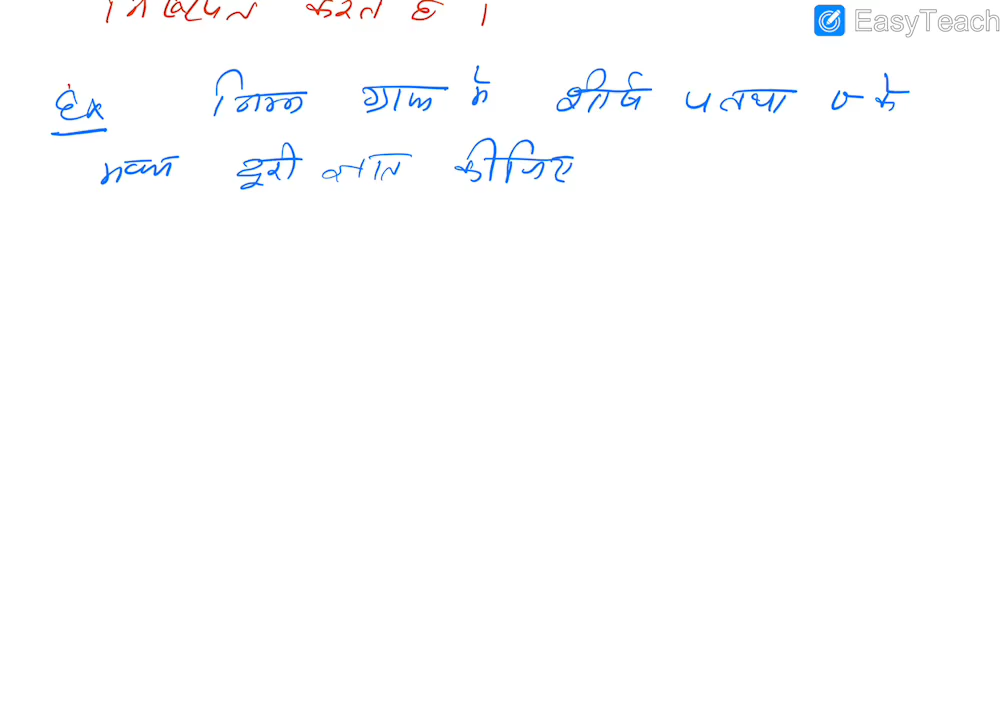 निरूपित करते है ।
EasyTeach
Ex निम्न ग्राफ मे शीर्ष u तथा v के
मध्य दूरी ज्ञात कीजिए